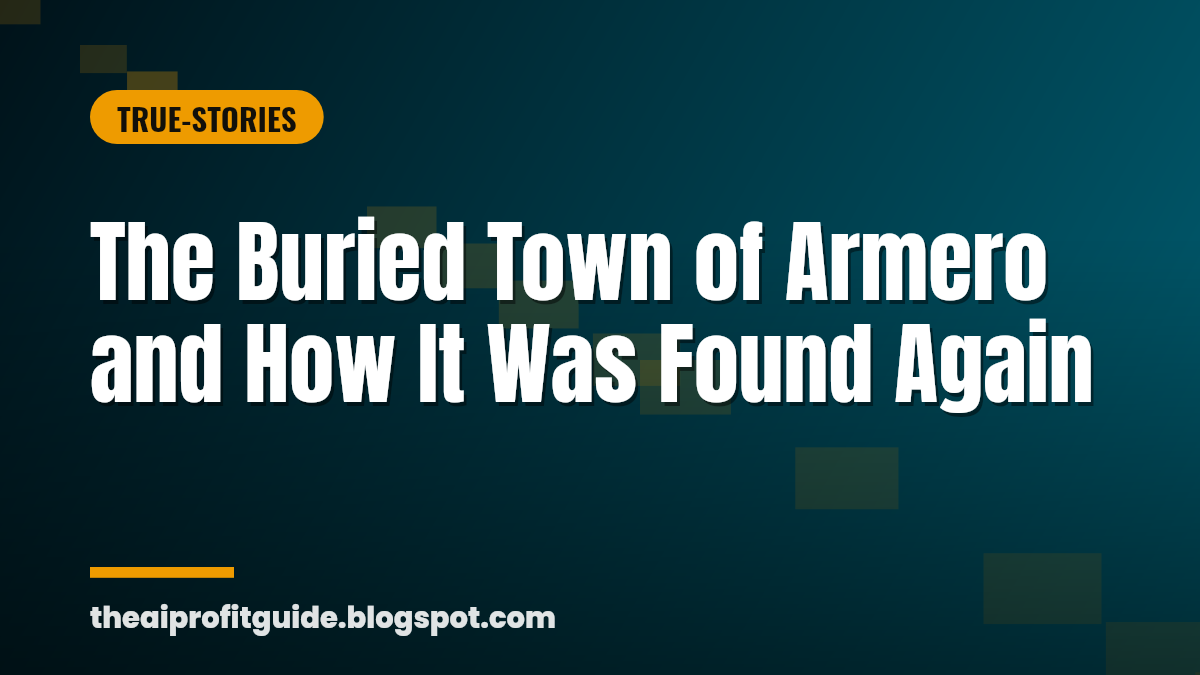 TRUE-STORIES
The Buried Town of Armero
and How It Was Found Again
theaiprofitguide.blogspot.com